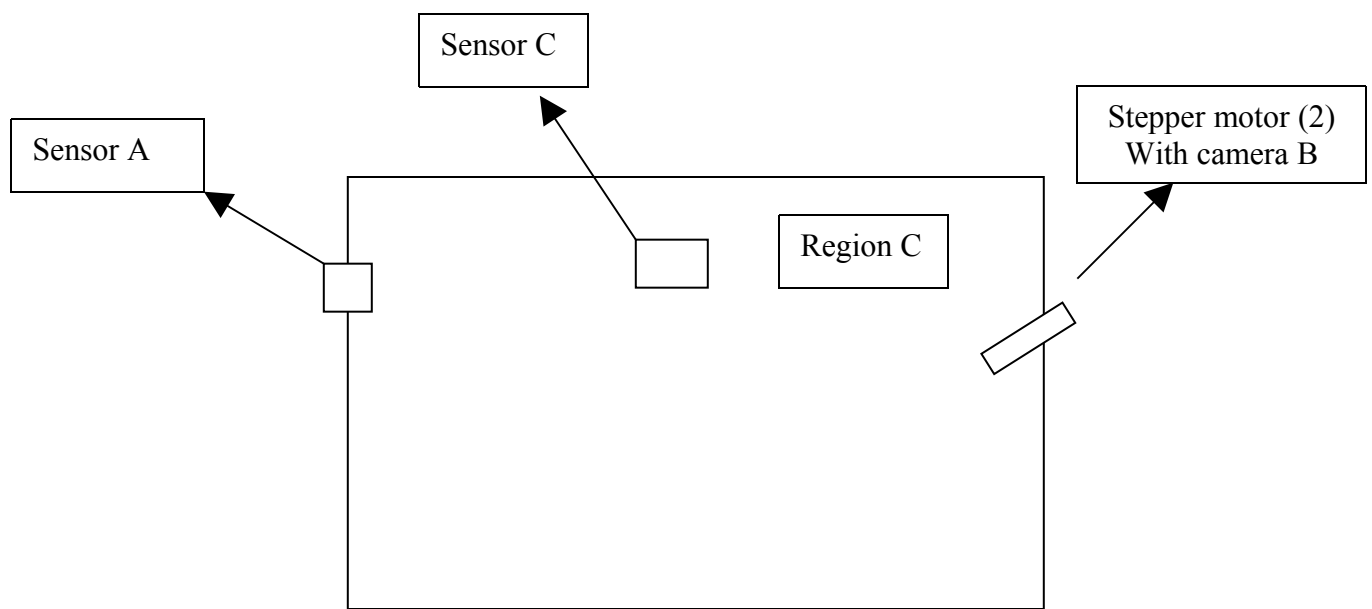 Sensor C
Stepper motor (2)
With camera B
Sensor A
Region C